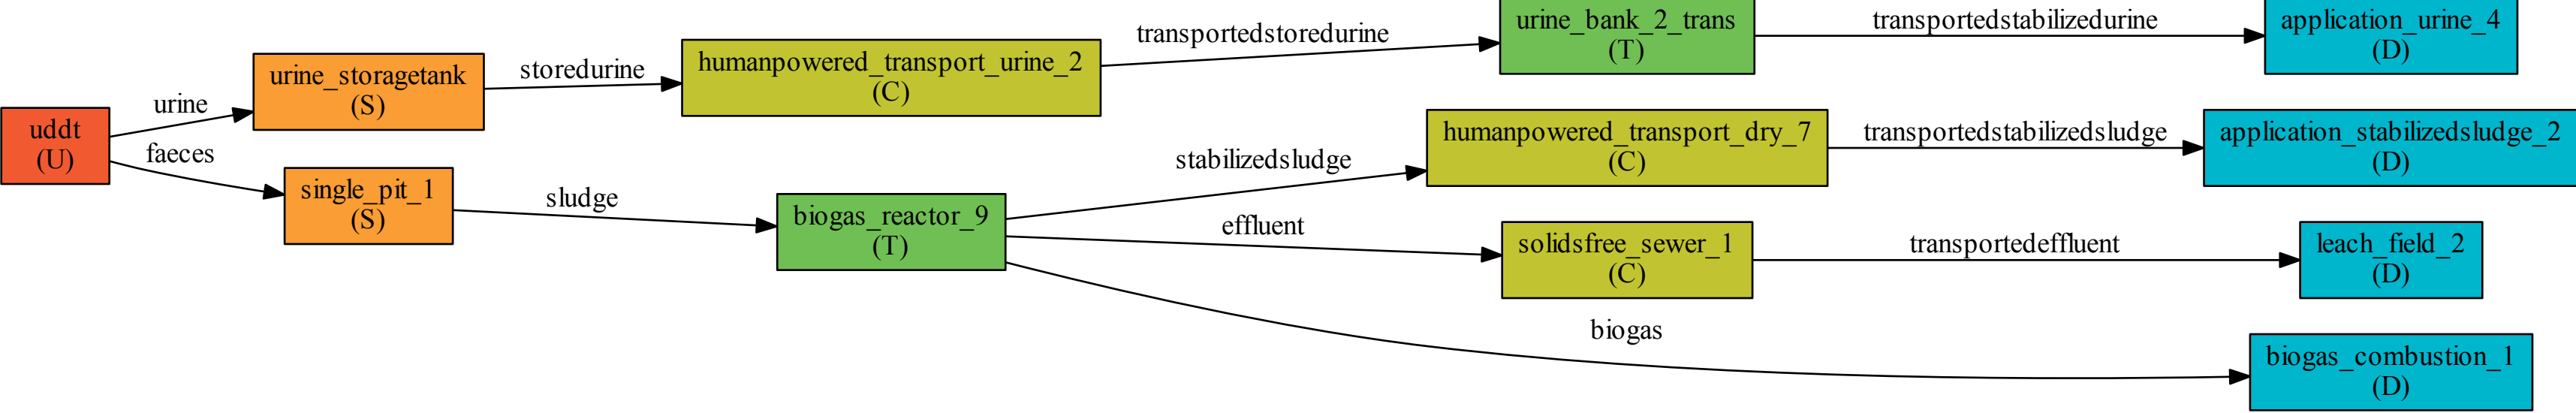 uddt
(U)
urine
faeces
urine_storagetank
(S)
single_pit_1
(S)
storedurine
sludge
humanpowered_transport_urine_2
(C)
biogas_reactor_9
(T)
transportedstoredurine
stabilizedsludge
effluent
biogas
urine_bank_2_trans
(T)
humanpowered_transport_dry_7
(C)
solidsfree_sewer_1
(C)
transportedstabilizedurine
transportedstabilizedsludge
transportedeffluent
application_urine_4
(D)
application_stabilizedsludge_2
(D)
leach_field_2
(D)
biogas_combustion_1
(D)